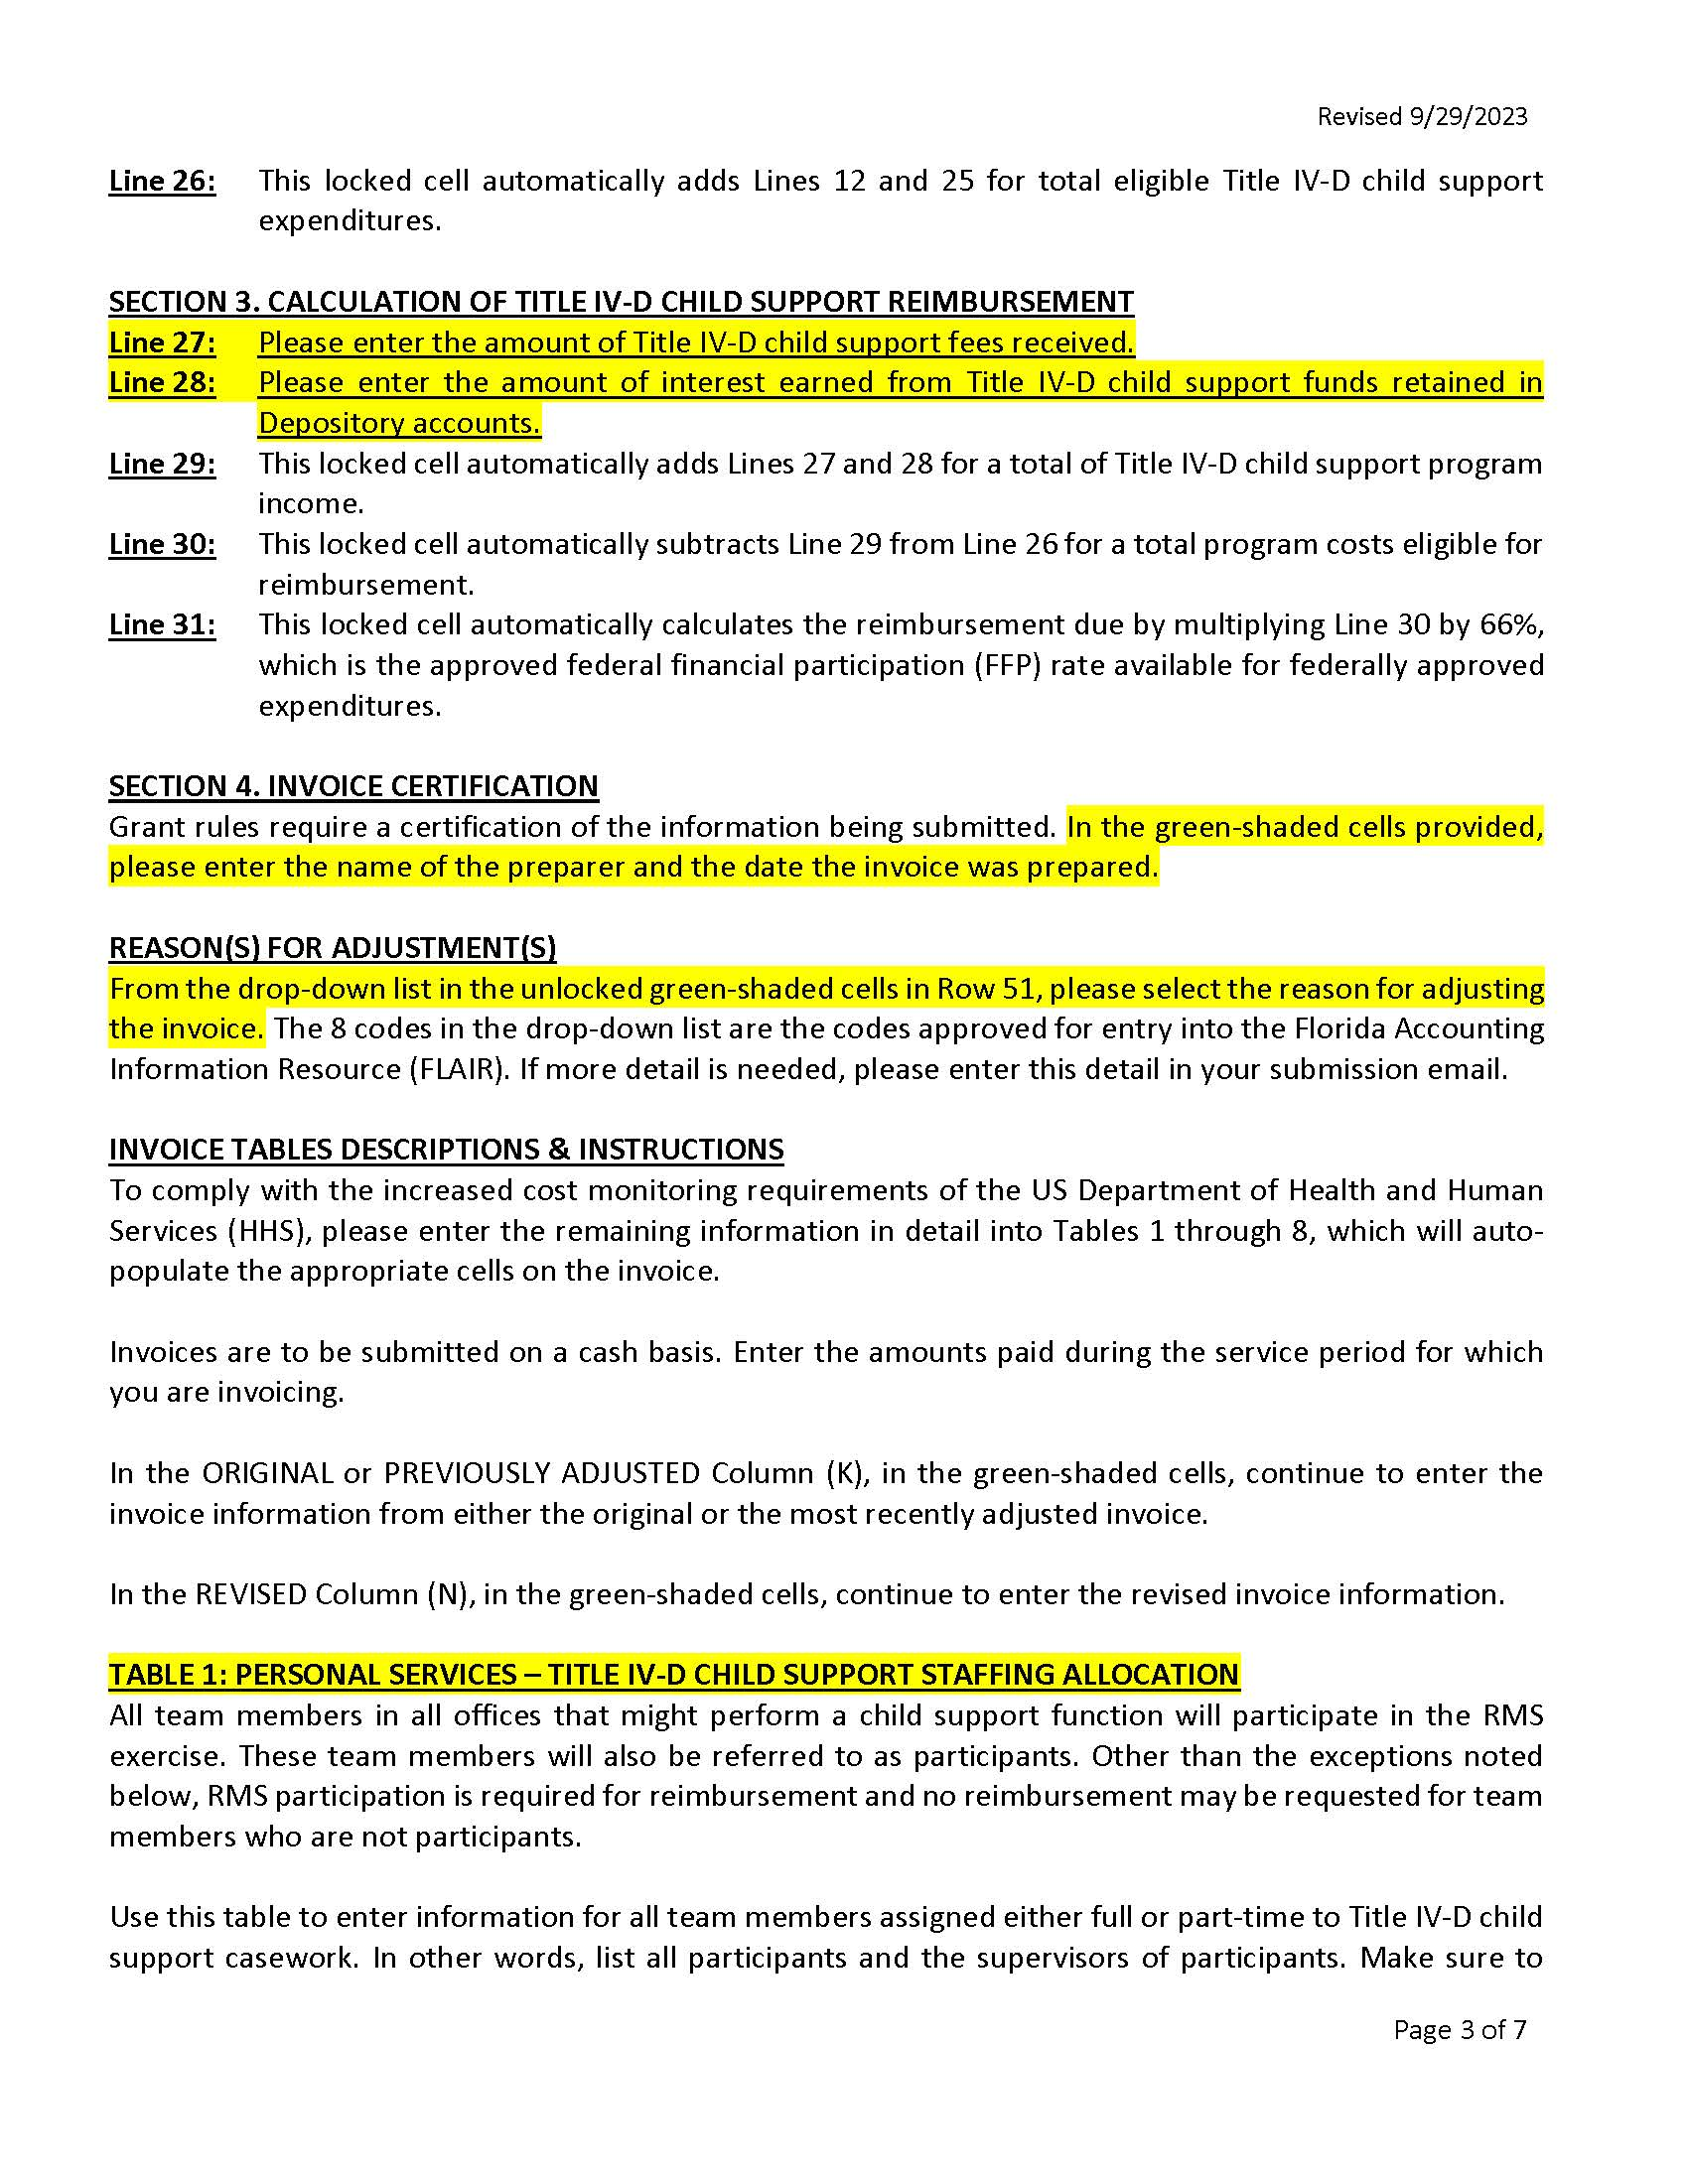 Revised 9/29/2023
Line 26: This locked cell automatically adds Lines 12 and 25 for total eligible Title IV-D child support
expenditures.
SECTION 3. CALCULATION OF TITLE IV-D CHILD SUPPORT REIMBURSEMENT
Line 27: Please enter the amount of Title IV-D child support fees received.
Line 28: Please enter the amount of interest earned from Title IV-D child support funds retained in
Depository accounts.
Line 29: This locked cell automatically adds Lines 27 and 28 for a total of Title IV-D child support program
income.
Line 30: This locked cell automatically subtracts Line 29 from Line 26 for a total program costs eligible for
reimbursement.
Line 31: This locked cell automatically calculates the reimbursement due by multiplying Line 30 by 66%,
which is the approved federal financial participation (FFP) rate available for federally approved
expenditures.
SECTION 4. INVOICE CERTIFICATION
Grant rules require a certification of the information being submitted. In the green-shaded cells provided,
please enter the name of the preparer and the date the invoice was prepared.
REASON(S) FOR ADJUSTMENT(S)
From the drop-down list in the unlocked green-shaded cells in Row 51, please select the reason for adjusting
the invoice. The 8 codes in the drop-down list are the codes approved for entry into the Florida Accounting
Information Resource (FLAIR). If more detail is needed, please enter this detail in your submission email.
INVOICE TABLES DESCRIPTIONS & INSTRUCTIONS
To comply with the increased cost monitoring requirements of the US Department of Health and Human
Services (HHS), please enter the remaining information in detail into Tables 1 through 8, which will auto-
populate the appropriate cells on the invoice.
Invoices are to be submitted on a cash basis. Enter the amounts paid during the service period for which
you are invoicing.
In the ORIGINAL or PREVIOUSLY ADJUSTED Column (K), in the green-shaded cells, continue to enter the
invoice information from either the original or the most recently adjusted invoice.
In the REVISED Column (N), in the green-shaded cells, continue to enter the revised invoice information.
TABLE 1: PERSONAL SERVICES – TITLE IV-D CHILD SUPPORT STAFFING ALLOCATION
All team members in all offices that might perform a child support function will participate in the RMS
exercise. These team members will also be referred to as participants. Other than the exceptions noted
below, RMS participation is required for reimbursement and no reimbursement may be requested for team
members who are not participants.
Use this table to enter information for all team members assigned either full or part-time to Title IV-D child
support casework. In other words, list all participants and the supervisors of participants. Make sure to
Page 3 of 7